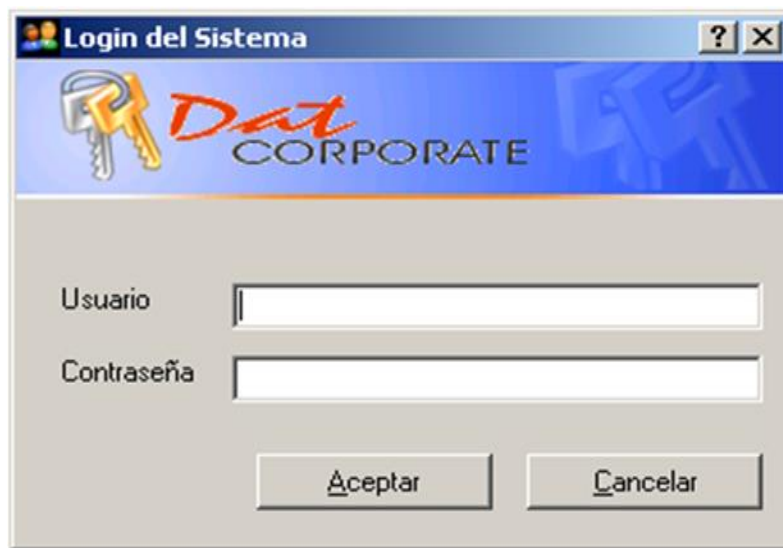 Login del Sistema
Dat
CORPORATE
Usuario
Contraseña
Aceptar
Cancelar